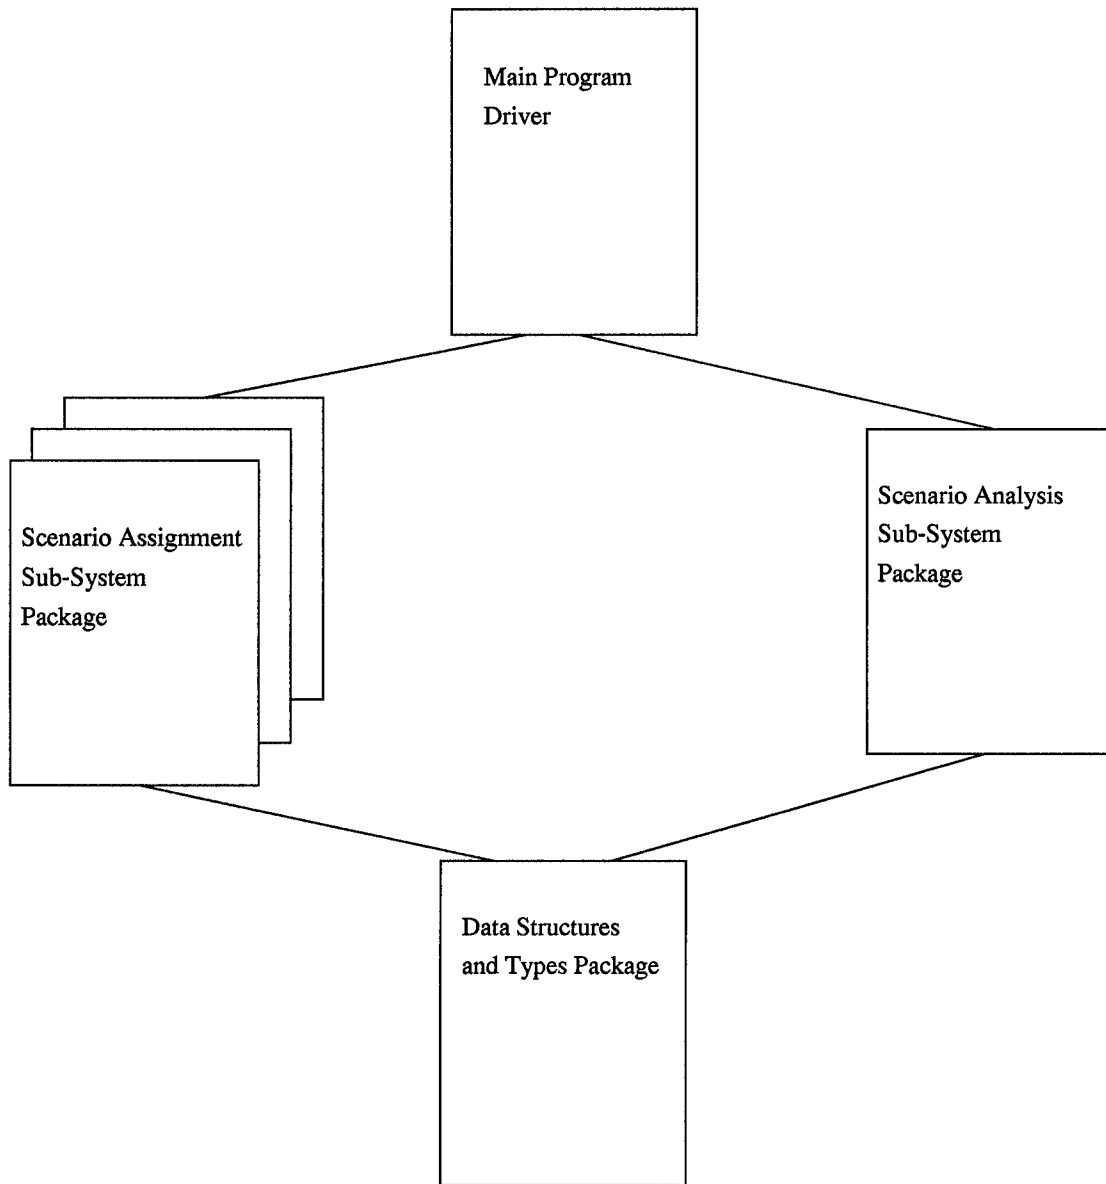 Main Program
Driver
Scenario Assignment
Sub-System
Package
Scenario Analysis
Sub-System
Package
Data Structures
and Types Package